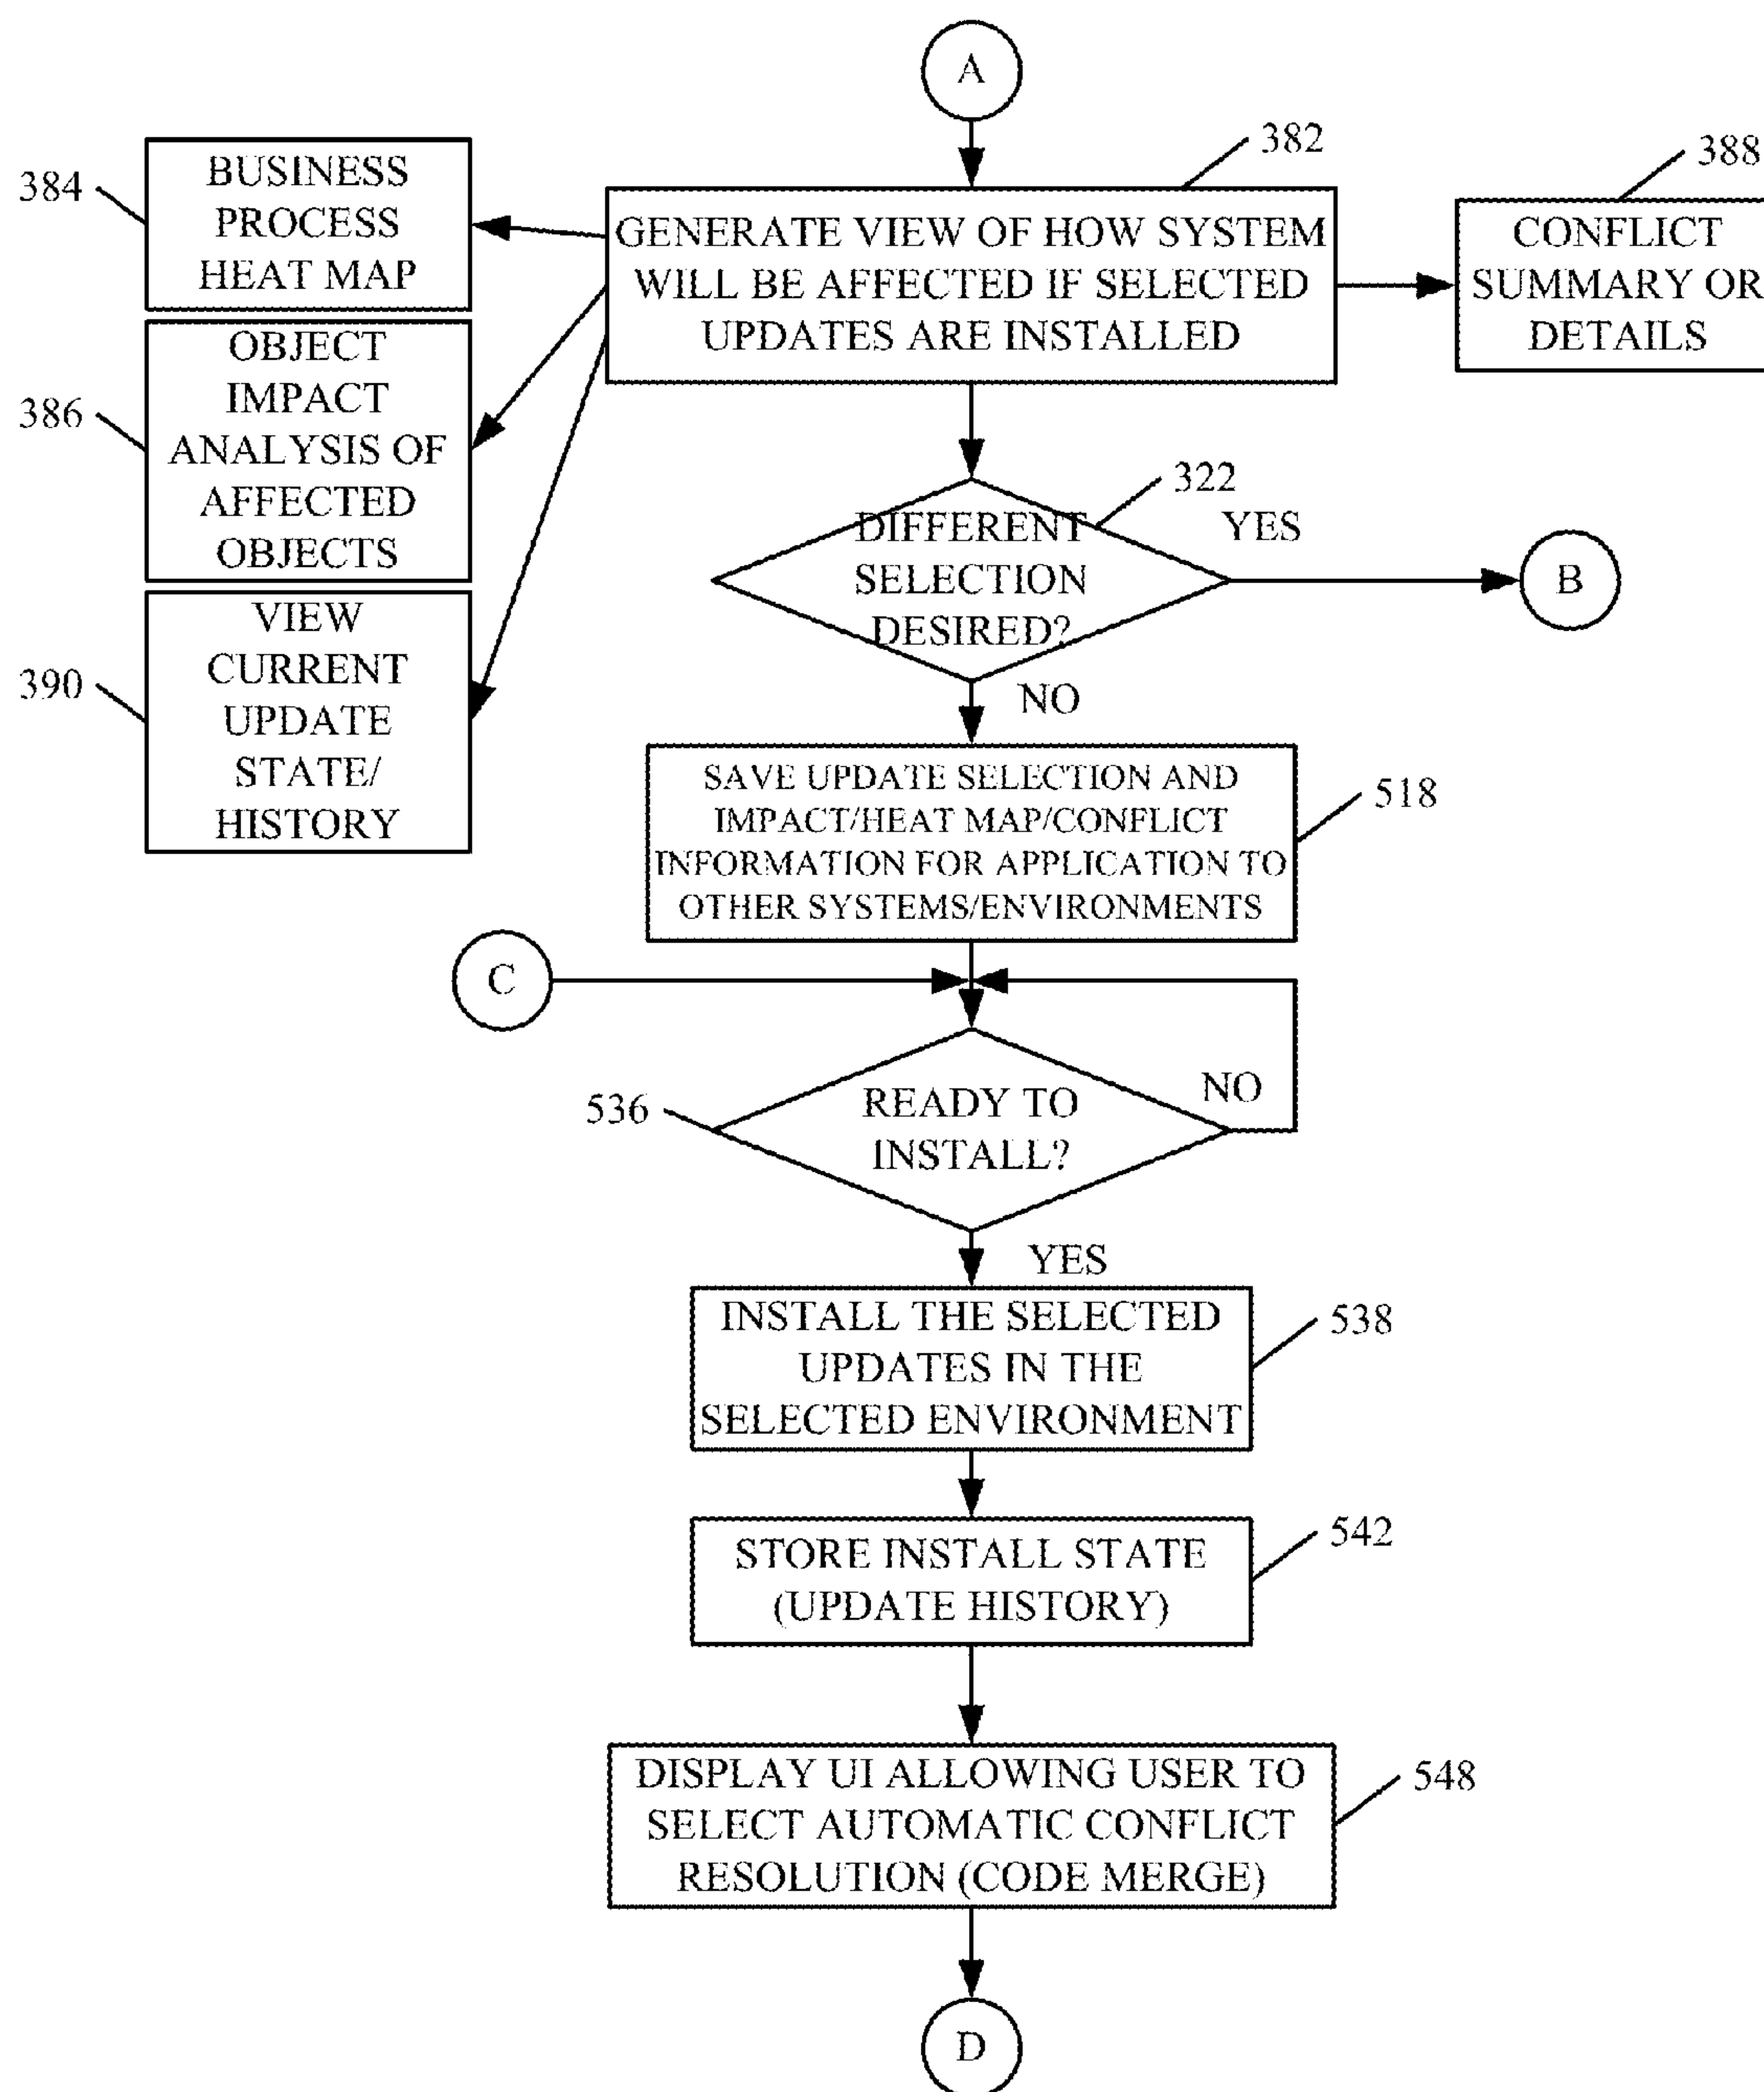 A
382
388
384
BUSINESS
PROCESS
HEAT MAP
GENERATE VIEW OF HOW SYSTEM
WILL BE AFFECTED IF SELECTED
UPDATES ARE INSTALLED
CONFLICT
SUMMARY OR
DETAILS
386
OBJECT
IMPACT
ANALYSIS OF
AFFECTED
OBJECTS
322
DIFFERENT
SELECTION
DESIRED?
YES
B
390
VIEW
CURRENT
UPDATE
STATE/
HISTORY
NO
SAVE UPDATE SELECTION AND
IMPACT/HEAT MAP/CONFLICT
INFORMATION FOR APPLICATION TO
OTHER SYSTEMS/ENVIRONMENTS
518
C
536
READY TO
INSTALL?
NO
YES
INSTALL THE SELECTED
UPDATES IN THE
SELECTED ENVIRONMENT
538
STORE INSTALL STATE
(UPDATE HISTORY)
542
DISPLAY UI ALLOWING USER TO
SELECT AUTOMATIC CONFLICT
RESOLUTION (CODE MERGE)
548
D